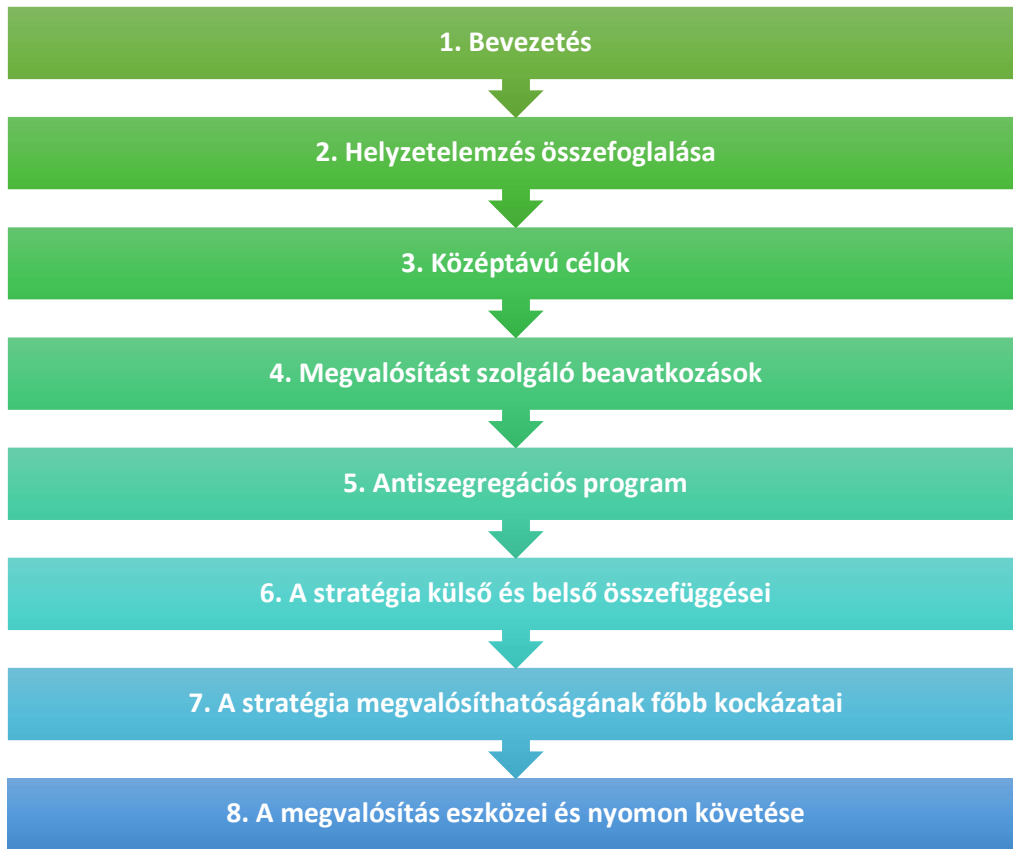 1. Bevezetés
2. Helyzetelemzés összefoglalása
3. Középtávú célok
4. Megvalósítást szolgáló beavatkozások
5. Antiszegregációs program
6. A stratégia külső és belső összefüggései
7. A stratégia megvalósíthatóságának főbb kockázatai
8. A megvalósítás eszközei és nyomon követése